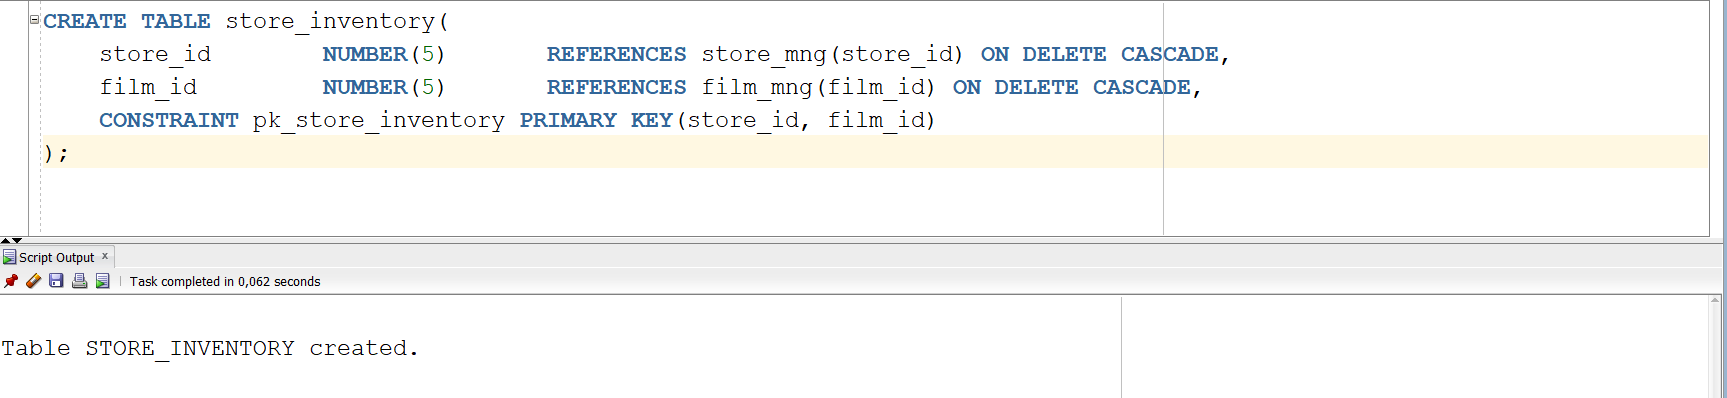 CREATE TABLE store_inventory(
store_id NUMBER(5) REFERENCES store_mng(store_id) ON DELETE CASCADE,
film_id NUMBER(5) REFERENCES film_mng(film_id) ON DELETE CASCADE,
CONSTRAINT pk_store_inventory PRIMARY KEY(store_id, film_id)
);
Script Output x
Task completed in 0,062 seconds
Table STORE_INVENTORY created.